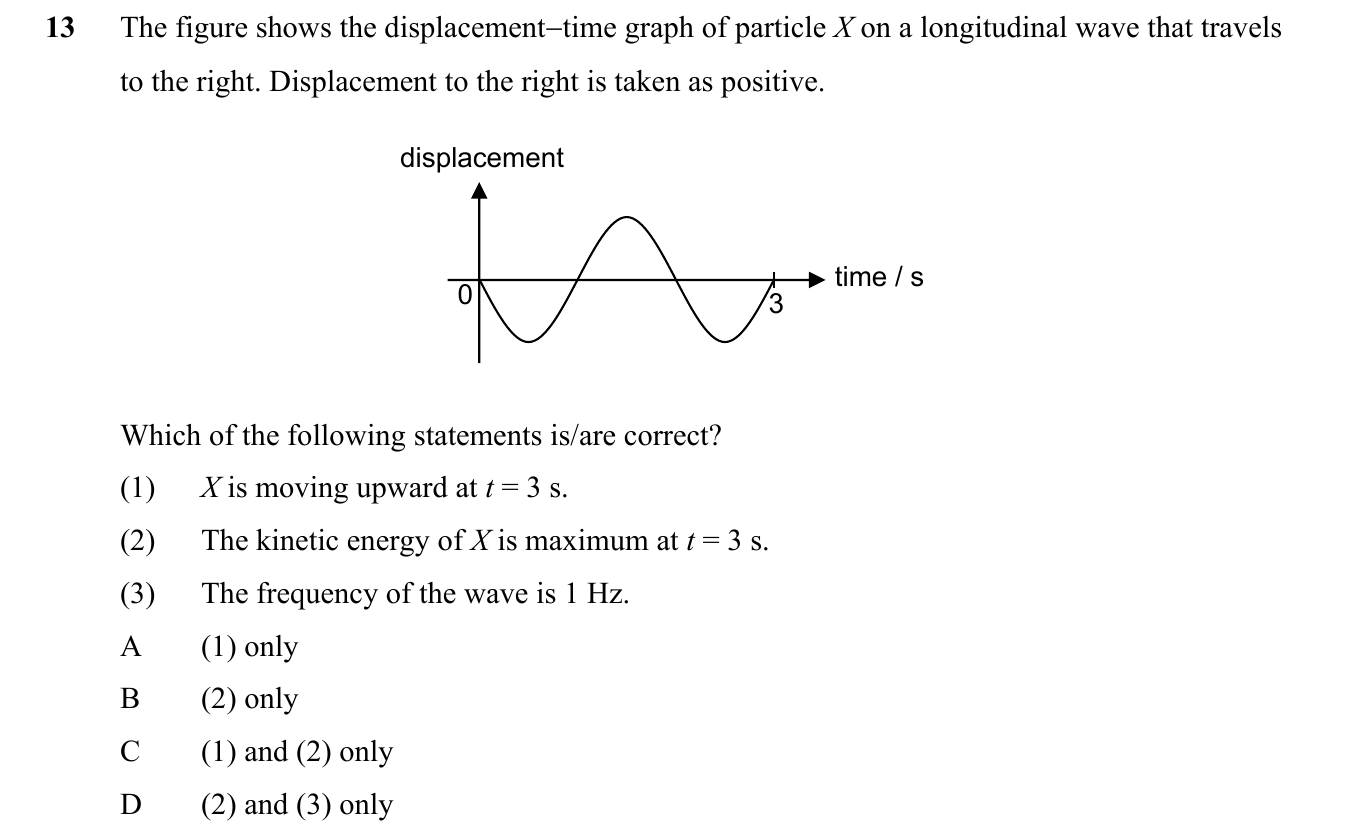 13 The figure shows the displacement–time graph of particle X on a longitudinal wave that travels
to the right. Displacement to the right is taken as positive.
displacement
time / s
0
3
Which of the following statements is/are correct?
(1) X is moving upward at t = 3 s.
(2) The kinetic energy of X is maximum at t = 3 s.
(3) The frequency of the wave is 1 Hz.
A (1) only
B (2) only
C (1) and (2) only
D (2) and (3) only